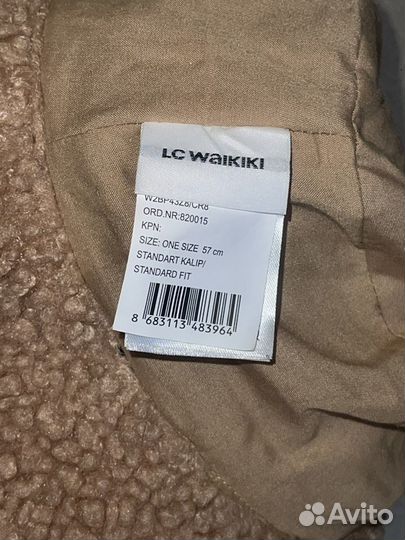 LC WAIKIKI
W2BP43Z8/CR8
ORD.NR:820015
KPN:
SIZE: ONE SIZE 57 cm
STANDART KALIP/
STANDARD FIT
8 683113 483964
Avito